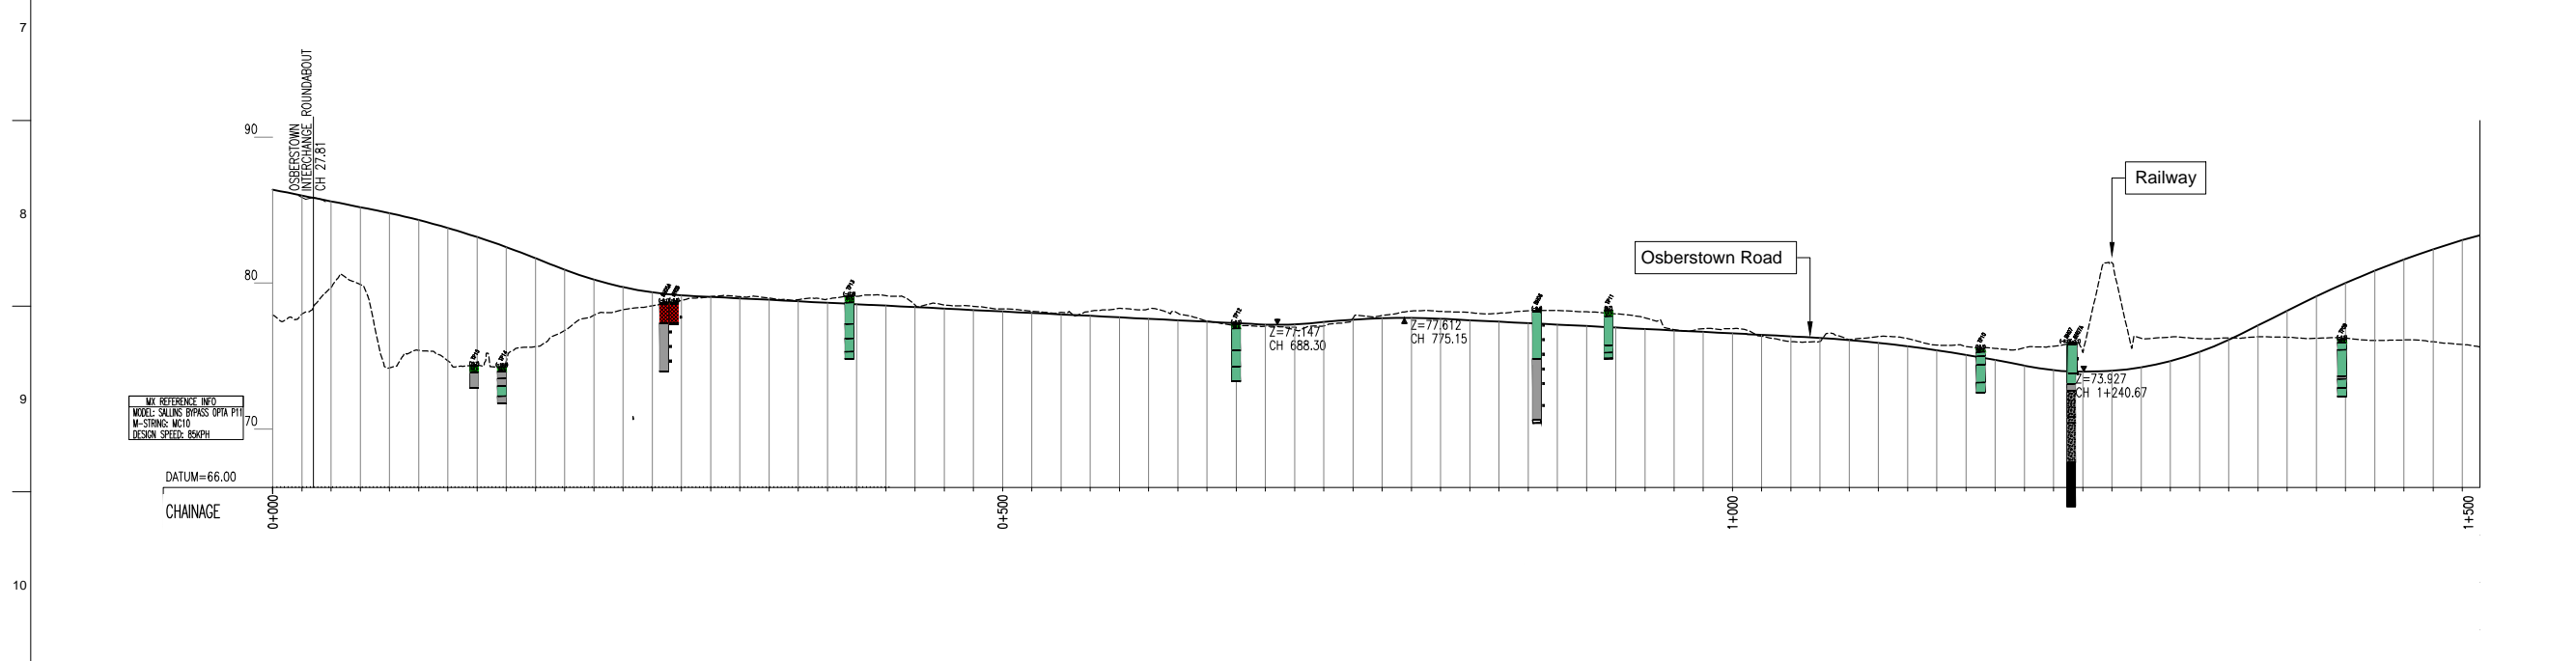 7
8
9
10
OSBERSTOWN
INTERCHANGE ROUNDABOUT
CH 27.81
90
80
70
Railway
Osberstown Road
TP13
TP12
TP11
Z=77.147
CH 688.30
Z=77.612
CH 775.15
Z=73.927
CH 1+240.67
MX REFERENCE INFO
MODEL: SALLINS BYPASS OPTA P11
M-STRING: MC10
DESIGN SPEED: 85KPH
DATUM=66.00
CHAINAGE
0+000
0+500
1+000
1+500